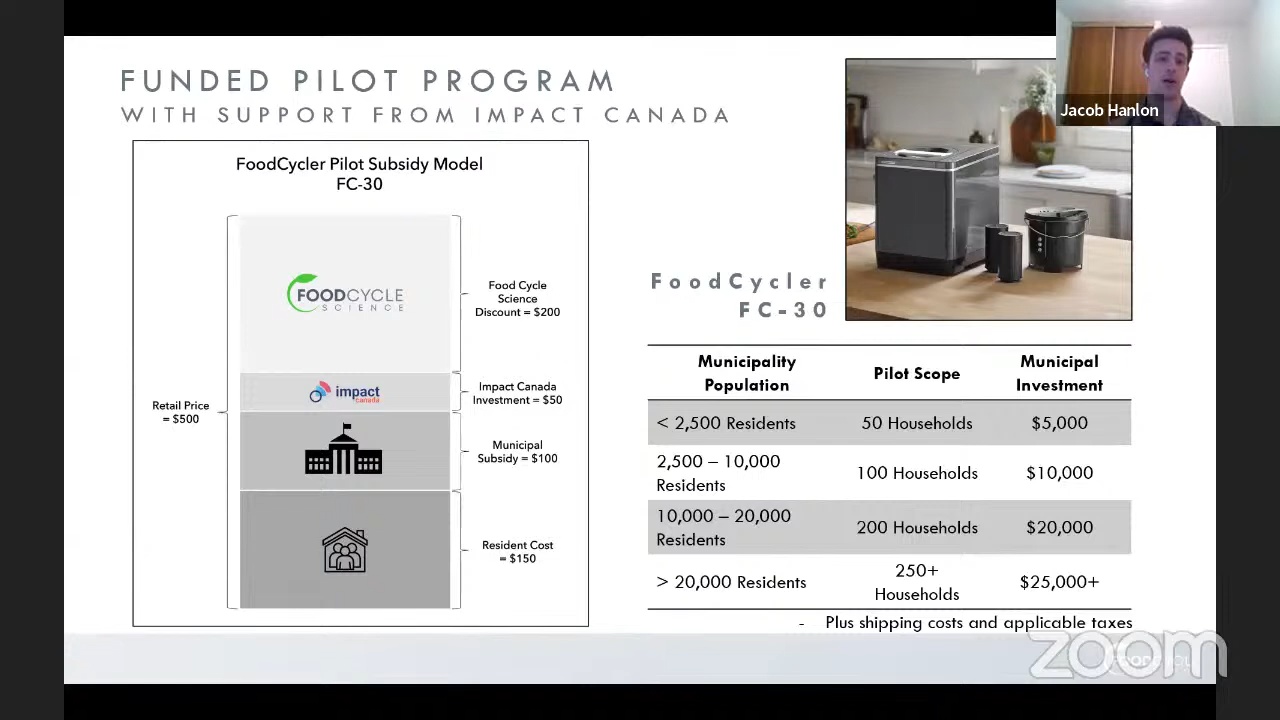 FUNDED PILOT PROGRAM
WITH SUPPORT FROM IMPACT CANADA
Jacob Hanlon
FoodCycler Pilot Subsidy Model
FC-30
FOODCYCLE
SCIENCE
Food Cycle
Science
Discount = $200
impact
canada
Impact Canada
Investment = $50
Retail Price
= $500
Municipal
Subsidy = $100
Resident Cost
= $150
FoodCycler
FC-30
Municipality
Population
Pilot Scope
Municipal
Investment
< 2,500 Residents
50 Households
$5,000
2,500 – 10,000
Residents
100 Households
$10,000
10,000 – 20,000
Residents
200 Households
$20,000
> 20,000 Residents
250+
Households
$25,000+
- Plus shipping costs and applicable taxes
zoom